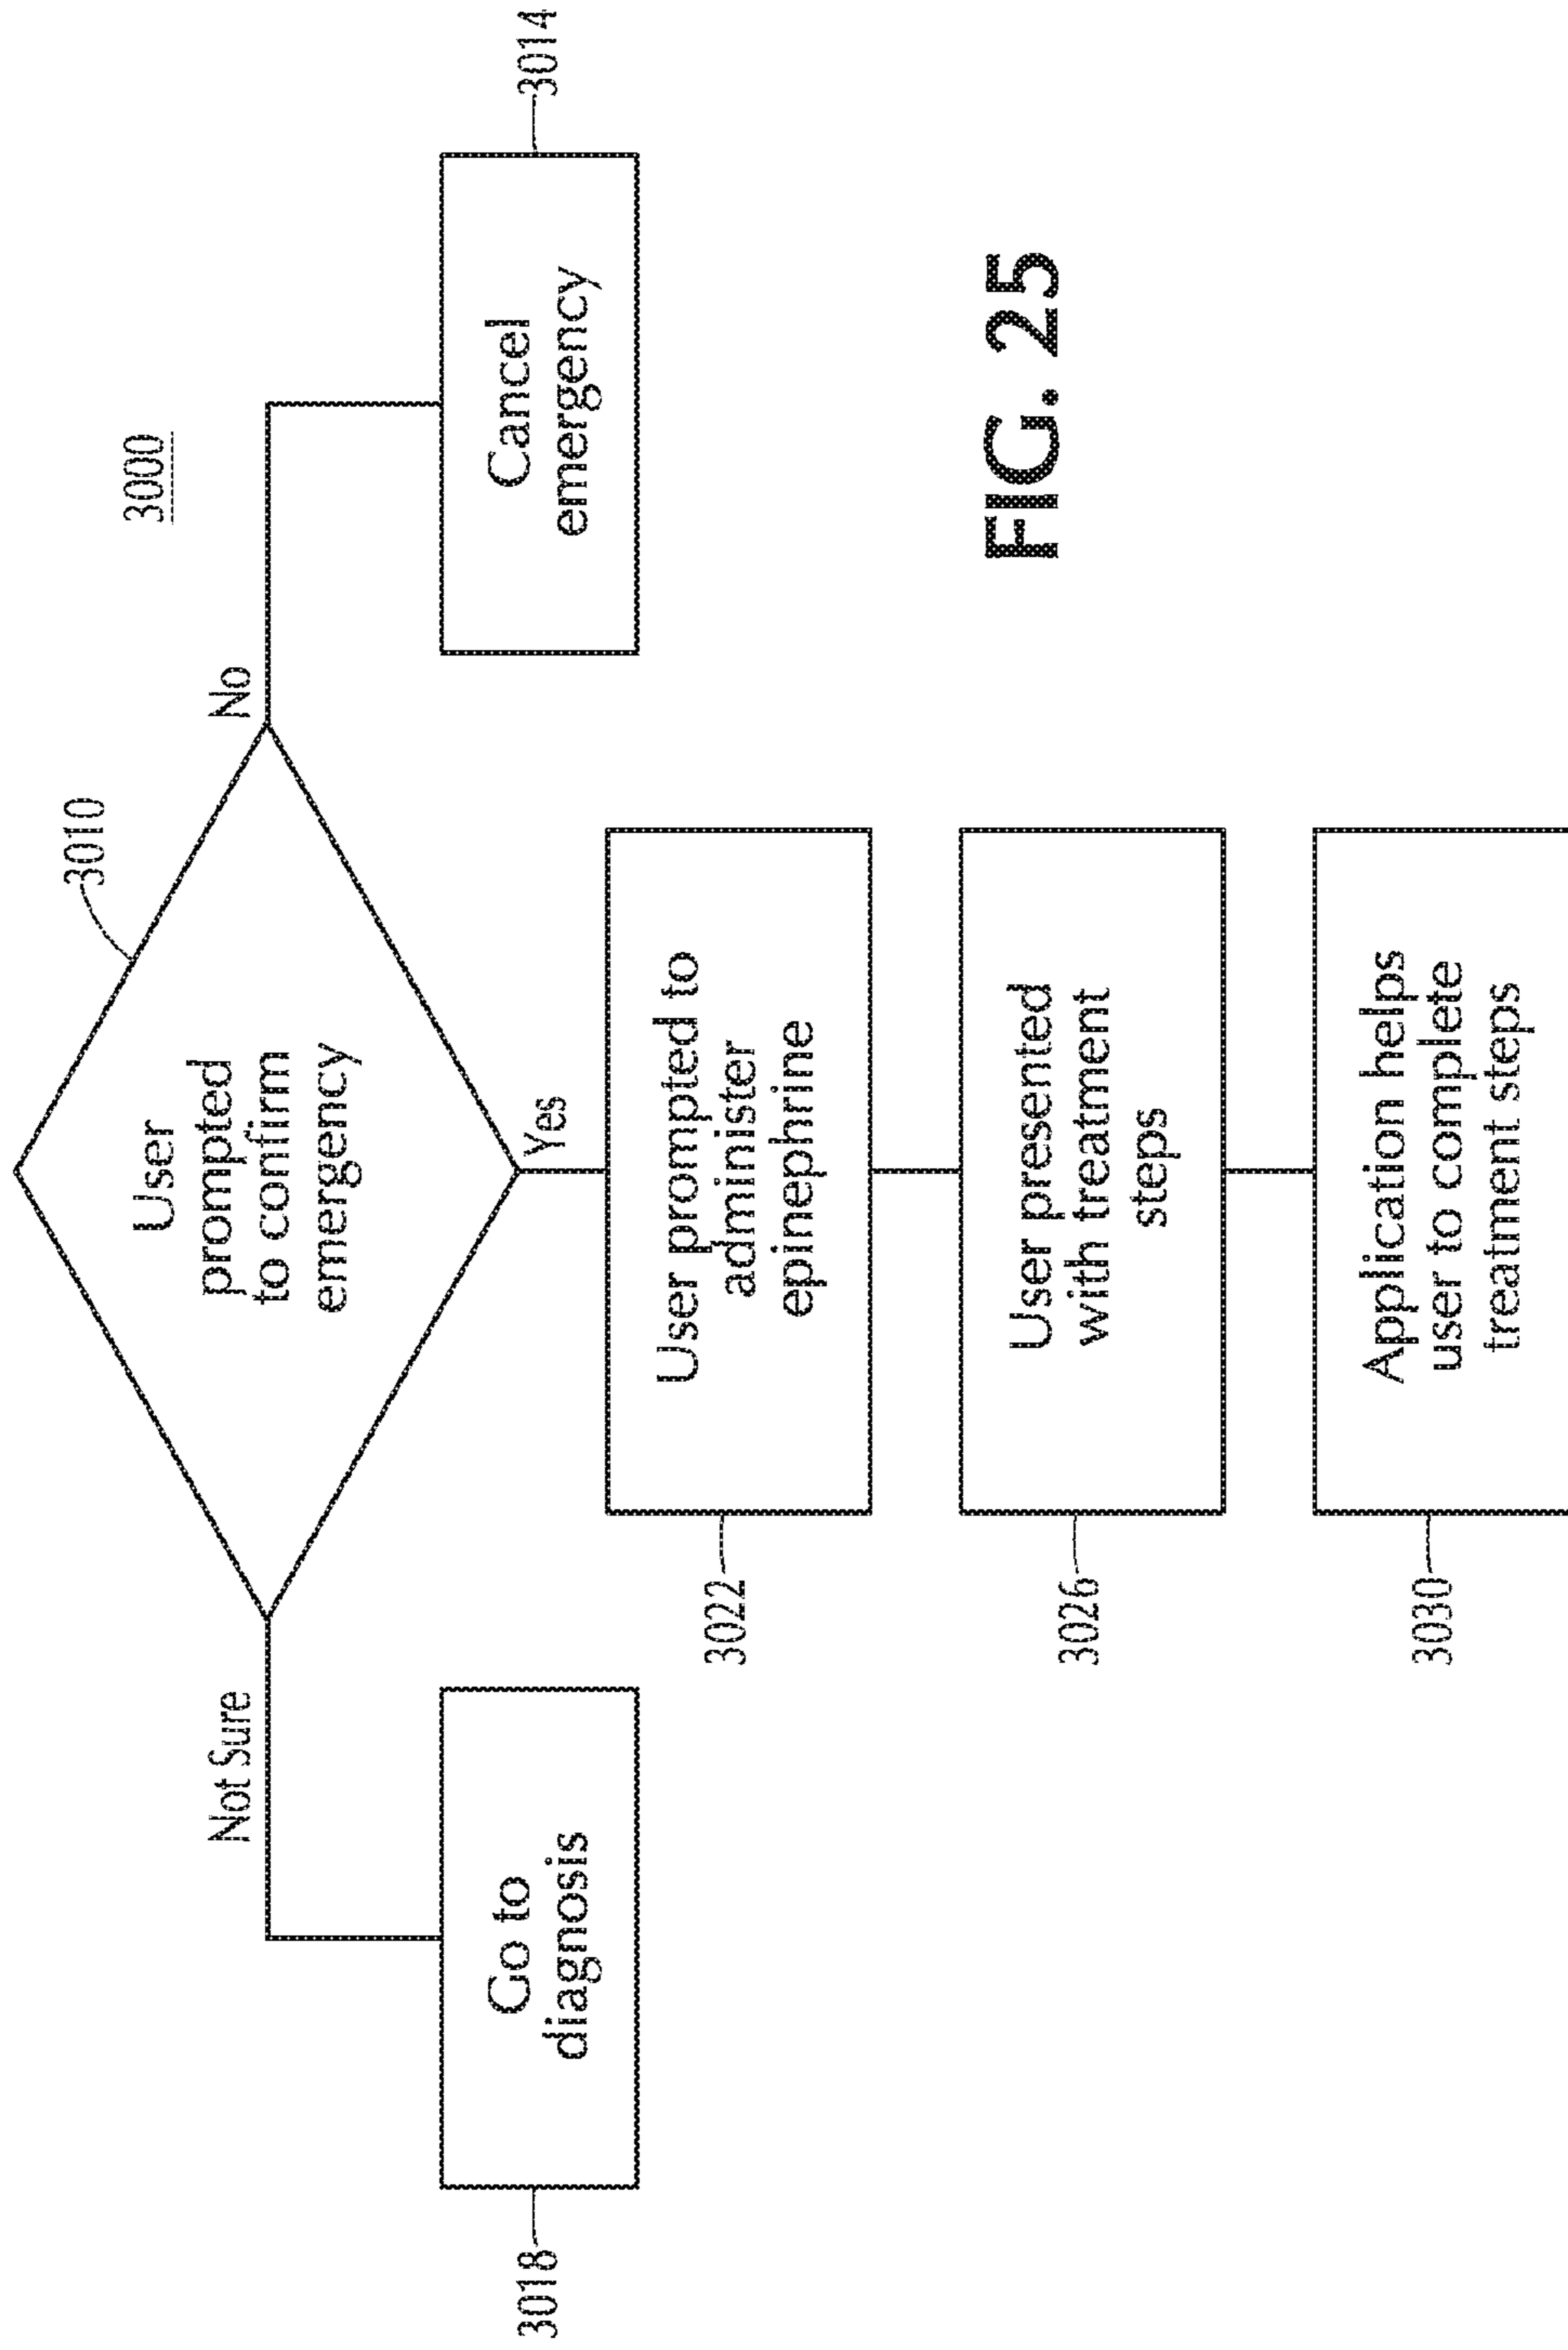 3000
3010
User
prompted
to confirm
emergency
Not Sure
No
Yes
3018
Go to
diagnosis
Cancel
emergency
3014
3022
User prompted to
administer
epinephrine
3026
User presented
with treatment
steps
3030
Application helps
user to complete
treatment steps
FIG. 25